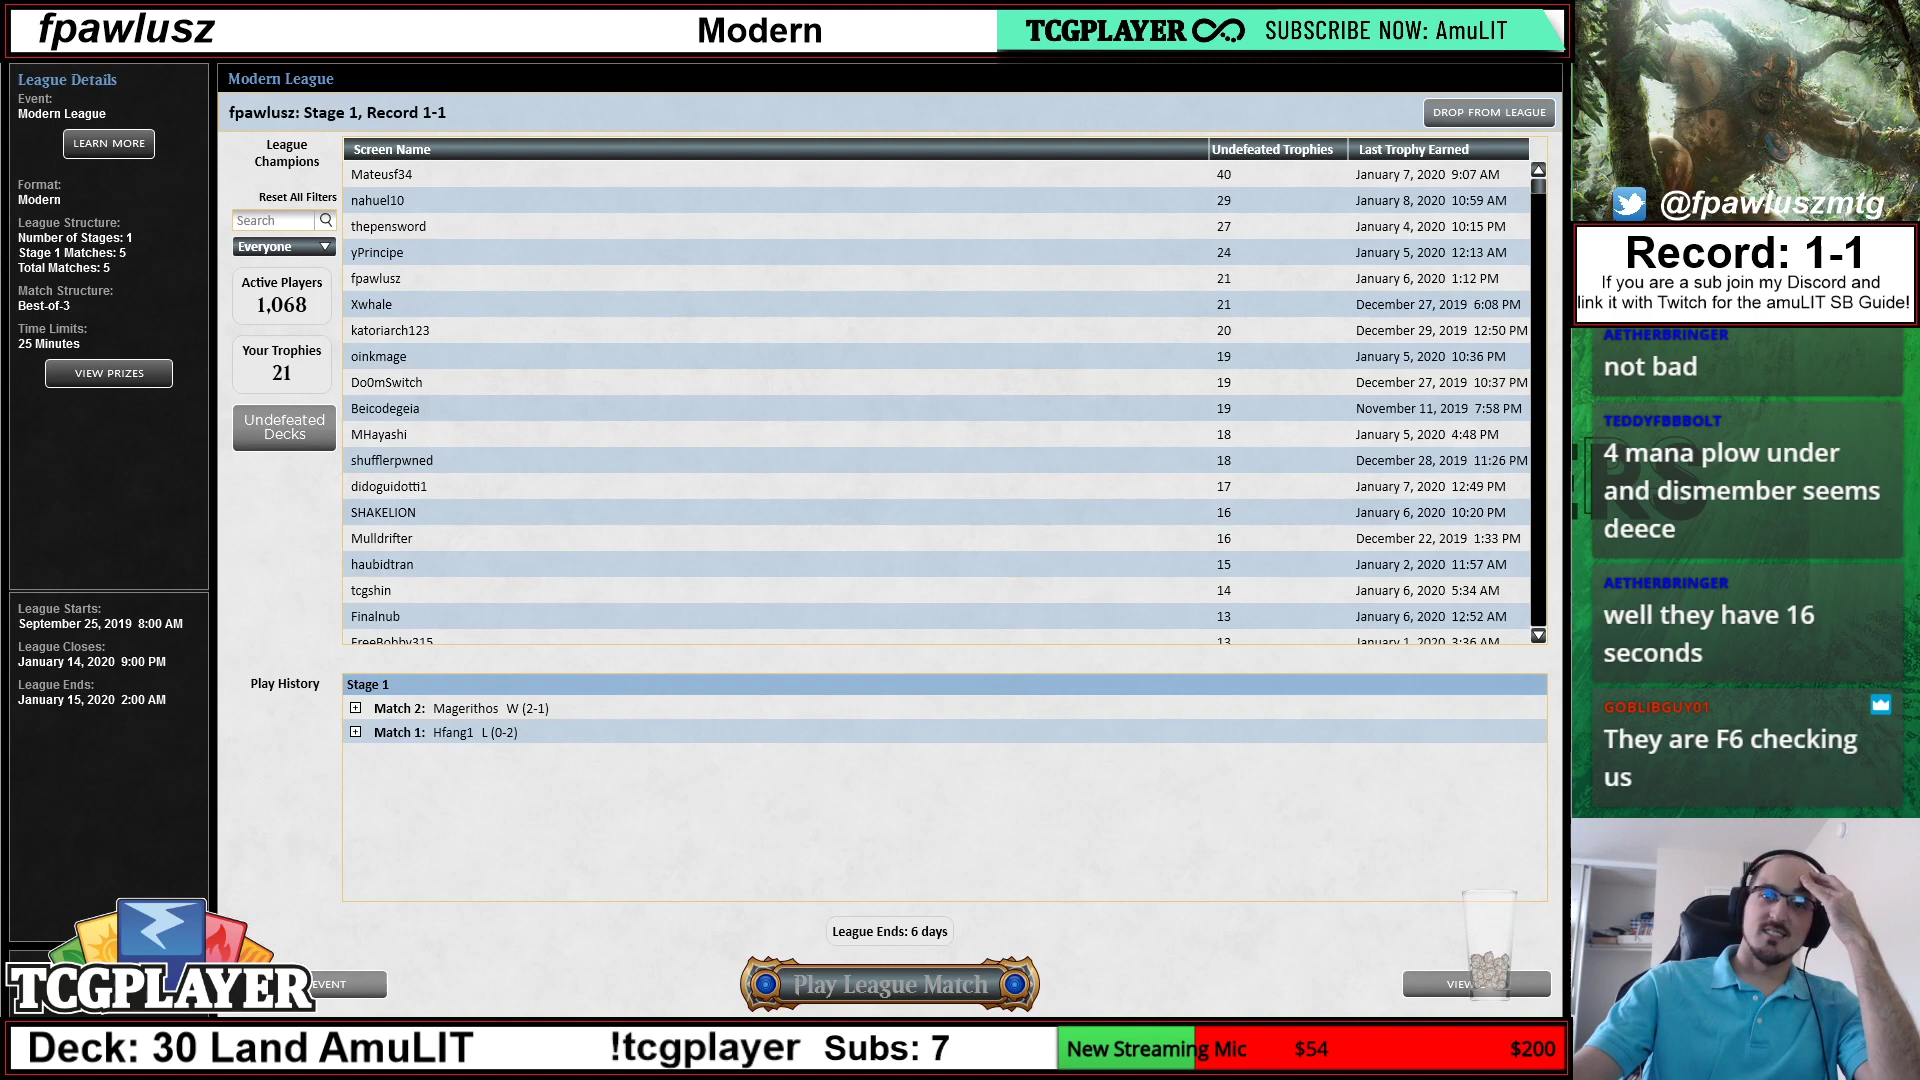 fpawlusz
Modern
TCGPLAYER SUBSCRIBE NOW: AmuLIT
League Details
Event:
Modern League
LEARN MORE
Format:
Modern
League Structure:
Number of Stages: 1
Stage 1 Matches: 5
Total Matches: 5
Match Structure:
Best-of-3
Time Limits:
25 Minutes
VIEW PRIZES
League Starts:
September 25, 2019 8:00 AM
League Closes:
January 14, 2020 9:00 PM
League Ends:
January 15, 2020 2:00 AM
Modern League
fpawlusz: Stage 1, Record 1-1
DROP FROM LEAGUE
League
Champions
Reset All Filters
Search
Everyone
Active Players
1,068
Your Trophies
21
Undefeated
Decks
Screen Name Undefeated Trophies Last Trophy Earned
Mateusf34 40 January 7, 2020 9:07 AM
nahuel10 29 January 8, 2020 10:59 AM
thepensword 27 January 4, 2020 10:15 PM
yPrincipe 24 January 5, 2020 12:13 AM
fpawlusz 21 January 6, 2020 1:12 PM
Xwhale 21 December 27, 2019 6:08 PM
katoriarch123 20 December 29, 2019 12:50 PM
oinkmage 19 January 5, 2020 10:36 PM
Do0mSwitch 19 December 27, 2019 10:37 PM
Beicodegeia 19 November 11, 2019 7:58 PM
MHayashi 18 January 5, 2020 4:48 PM
shufflerpwned 18 December 28, 2019 11:26 PM
didoguidotti1 17 January 7, 2020 12:49 PM
SHAKELION 16 January 6, 2020 10:20 PM
Mulldrifter 16 December 22, 2019 1:33 PM
haubidtran 15 January 2, 2020 11:57 AM
tcgshin 14 January 6, 2020 5:34 AM
Finalnub 13 January 6, 2020 12:52 AM
FreeBobby315 13 January 1, 2020 3:36 AM
Play History
Stage 1
Match 2: Magerithos W (2-1)
Match 1: Hfang1 L (0-2)
League Ends: 6 days
Play League Match
EVENT
VIEW
TCGPLAYER
@fpawluszmtg
Record: 1-1
If you are a sub join my Discord and
link it with Twitch for the amuLIT SB Guide!
AETHERBRINGER
not bad
TEDDYFBBBOLT
4 mana plow under
and dismember seems
deece
AETHERBRINGER
well they have 16
seconds
GOBLIBGUY01
They are F6 checking
us
Deck: 30 Land AmuLIT
!tcgplayer Subs: 7
New Streaming Mic $54 $200